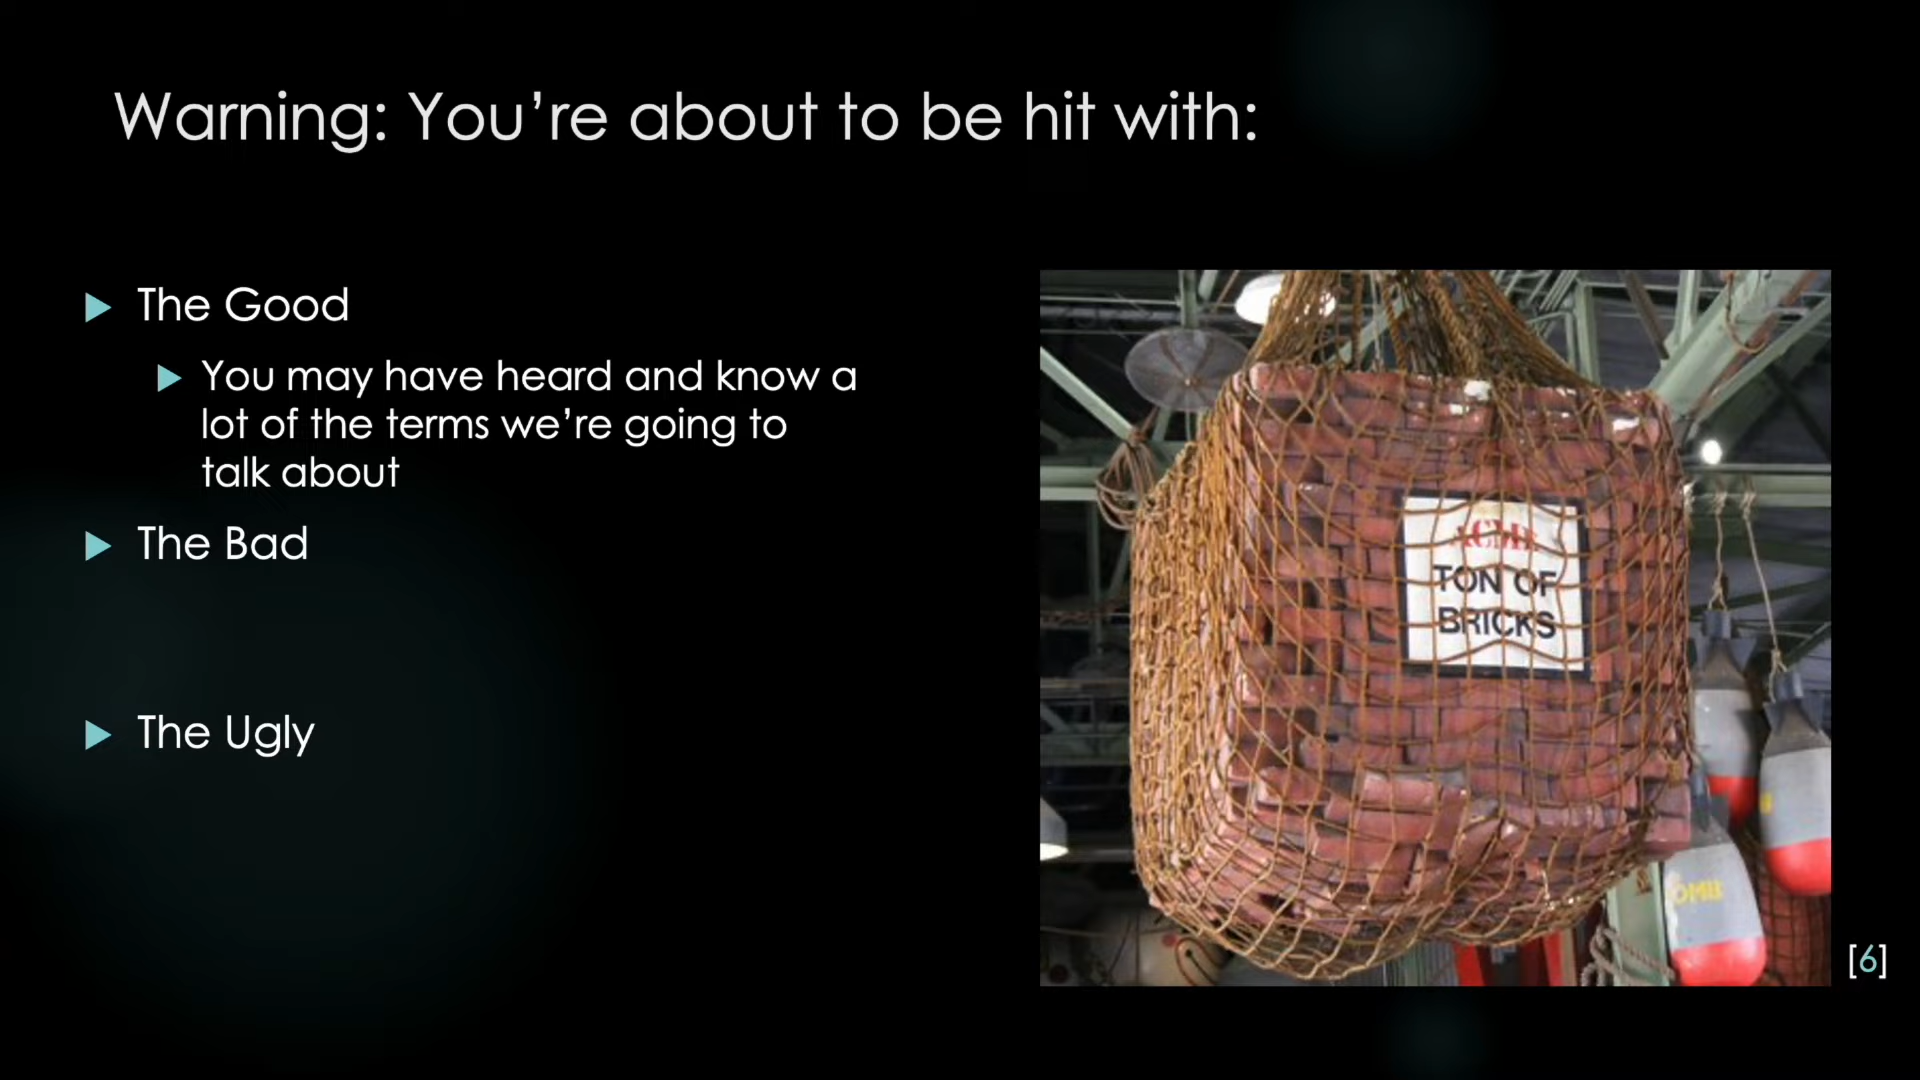 Warning: You’re about to be hit with:
The Good
You may have heard and know a
lot of the terms we’re going to
talk about
The Bad
The Ugly
ACME
TON OF
BRICKS
OMB
[6]